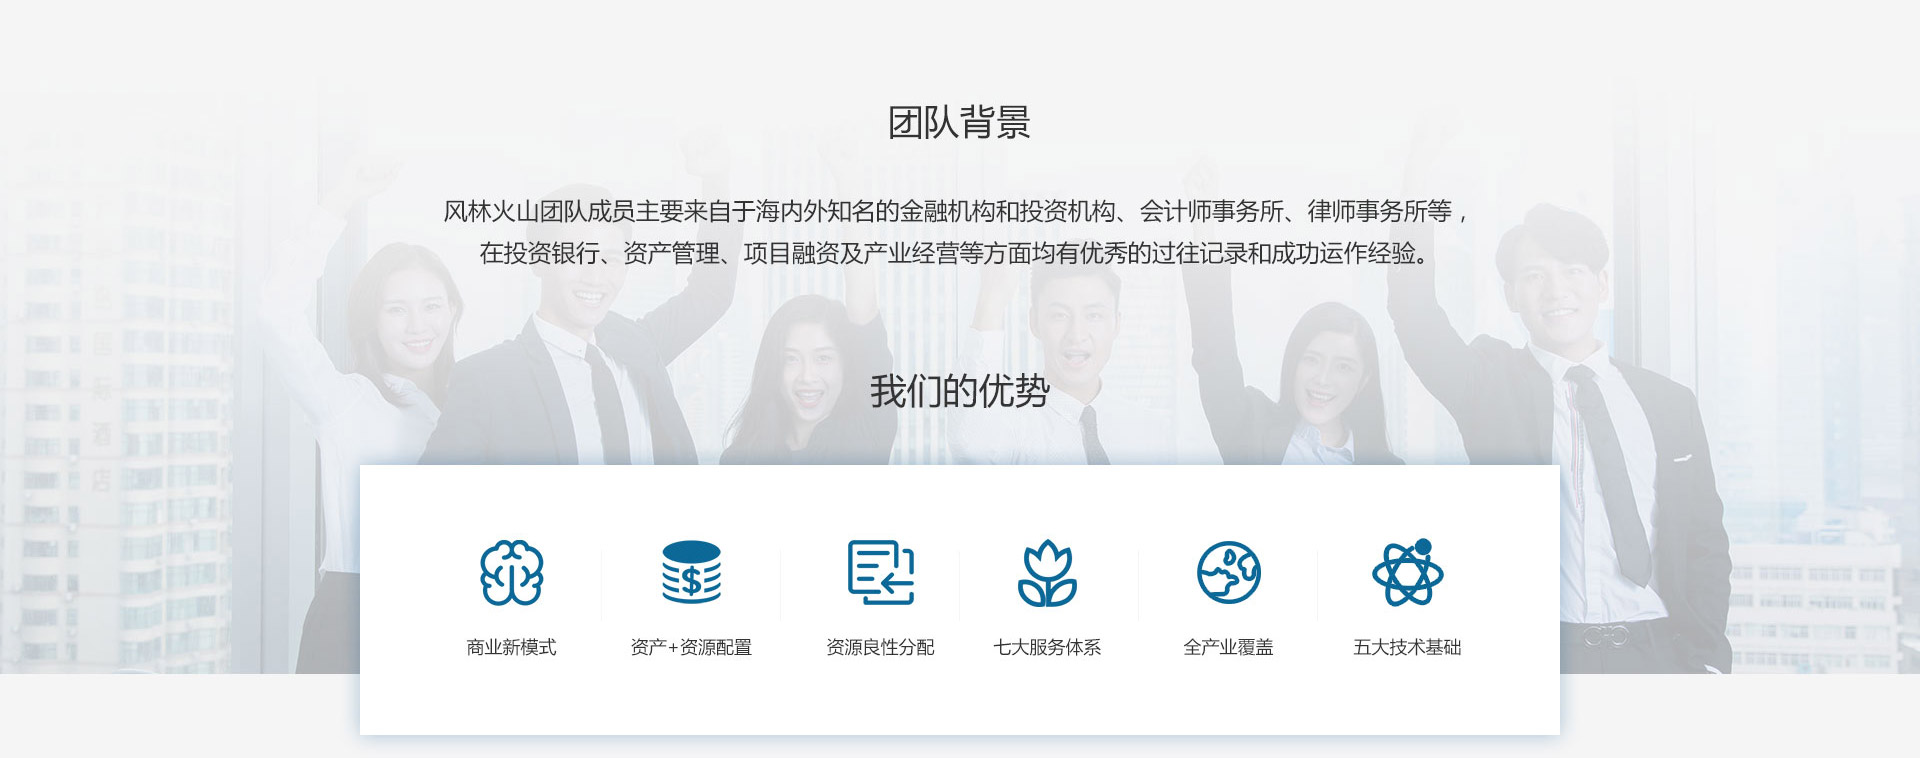 团队背景
风林火山团队成员主要来自于海内外知名的金融机构和投资机构、会计师事务所、律师事务所等，
在投资银行、资产管理、项目融资及产业经营等方面均有优秀的过往记录和成功运作经验。
我们的优势
商业新模式
资产+资源配置
资源良性分配
七大服务体系
全产业覆盖
五大技术基础